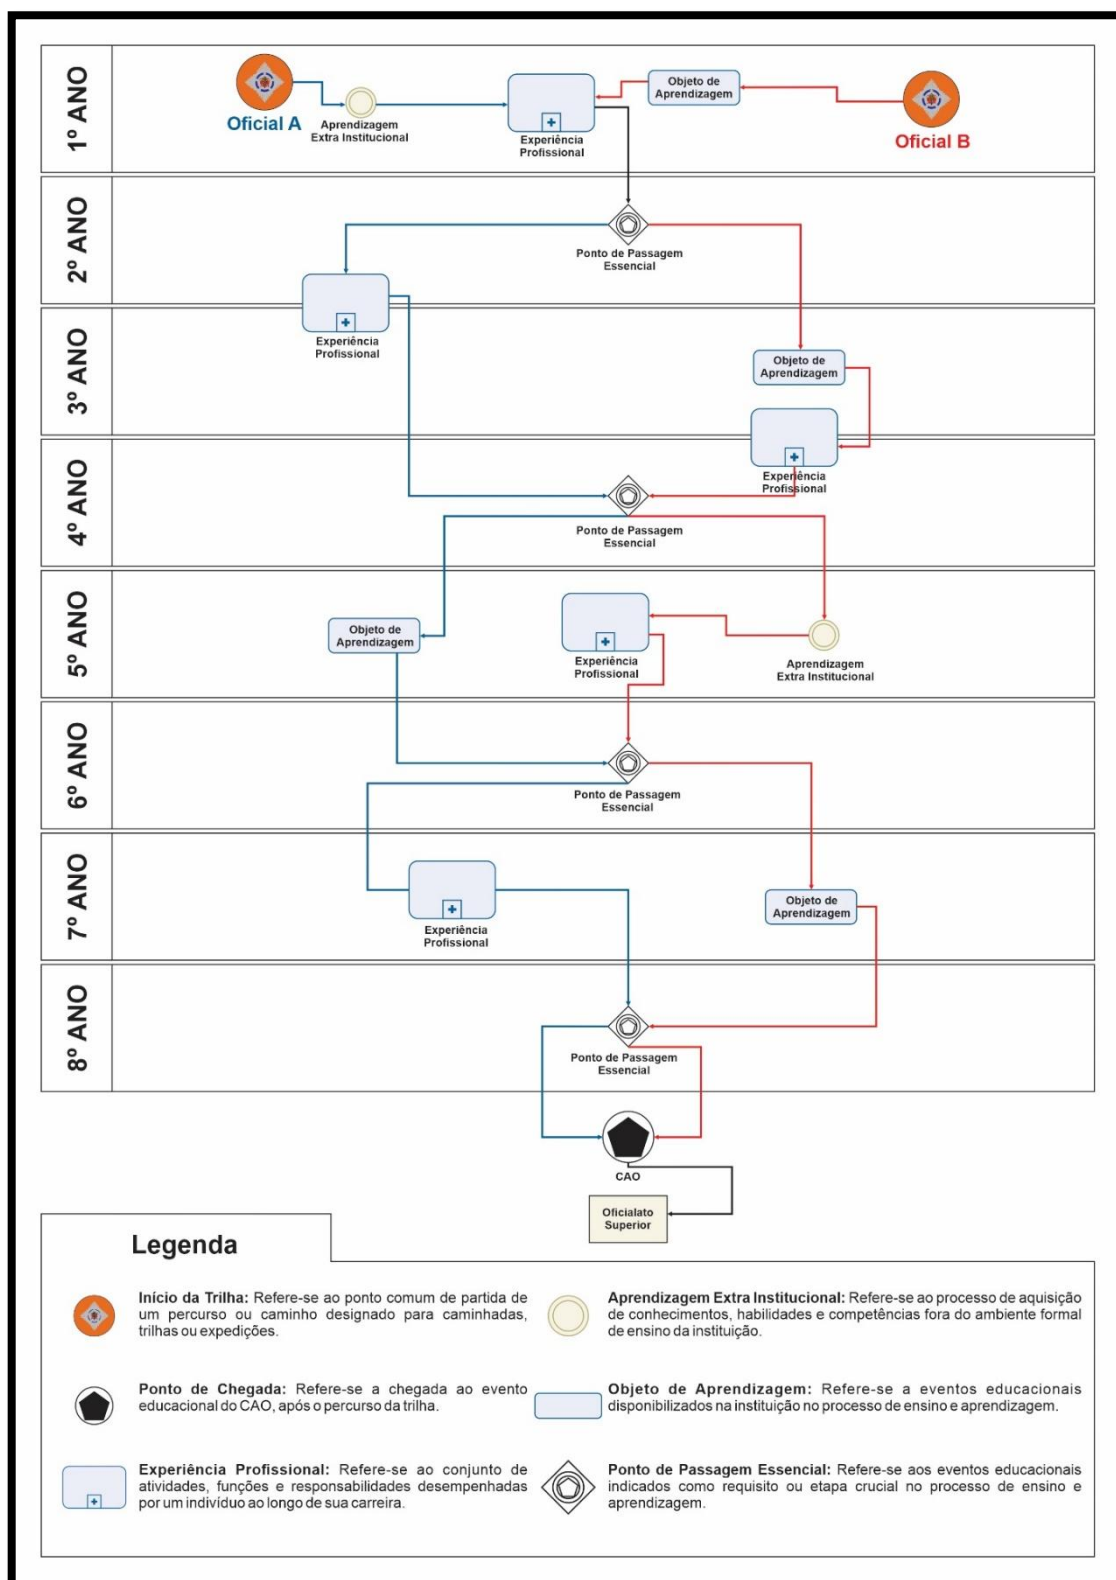 1º ANO
Oficial A
Aprendizagem
Extra Institucional
Experiência
Profissional
Objeto de
Aprendizagem
Oficial B
2º ANO
Ponto de Passagem
Essencial
Experiência
Profissional
3º ANO
Objeto de
Aprendizagem
Experiência
Profissional
4º ANO
Ponto de Passagem
Essencial
5º ANO
Objeto de
Aprendizagem
Experiência
Profissional
Aprendizagem
Extra Institucional
6º ANO
Ponto de Passagem
Essencial
7º ANO
Experiência
Profissional
Objeto de
Aprendizagem
8º ANO
Ponto de Passagem
Essencial
CAO
Oficialato
Superior
Legenda
Início da Trilha: Refere-se ao ponto comum de partida de
um percurso ou caminho designado para caminhadas,
trilhas ou expedições.
Aprendizagem Extra Institucional: Refere-se ao processo de aquisição
de conhecimentos, habilidades e competências fora do ambiente formal
de ensino da instituição.
Ponto de Chegada: Refere-se a chegada ao evento
educacional do CAO, após o percurso da trilha.
Objeto de Aprendizagem: Refere-se a eventos educacionais
disponibilizados na instituição no processo de ensino e aprendizagem.
Experiência Profissional: Refere-se ao conjunto de
atividades, funções e responsabilidades desempenhadas
por um indivíduo ao longo de sua carreira.
Ponto de Passagem Essencial: Refere-se aos eventos educacionais
indicados como requisito ou etapa crucial no processo de ensino e
aprendizagem.